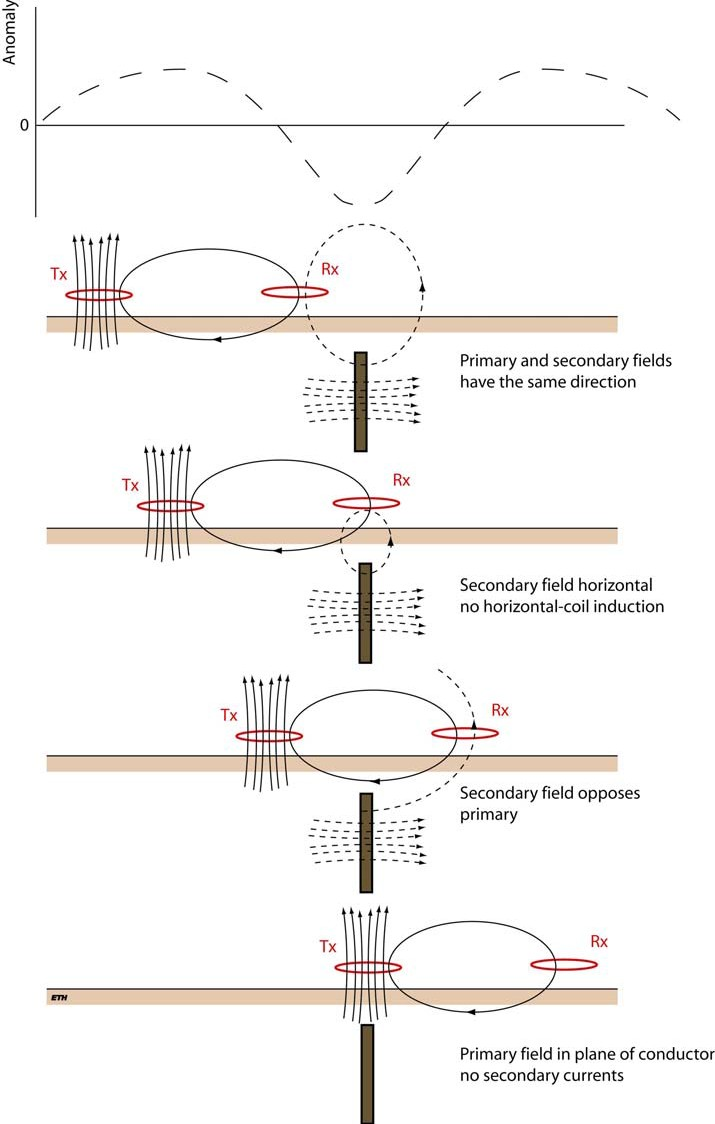 Anomaly
0
Tx
Rx
Primary and secondary fields
have the same direction
Tx
Rx
Secondary field horizontal
no horizontal-coil induction
Tx
Rx
Secondary field opposes
primary
Tx
Rx
ETH
Primary field in plane of conductor
no secondary currents